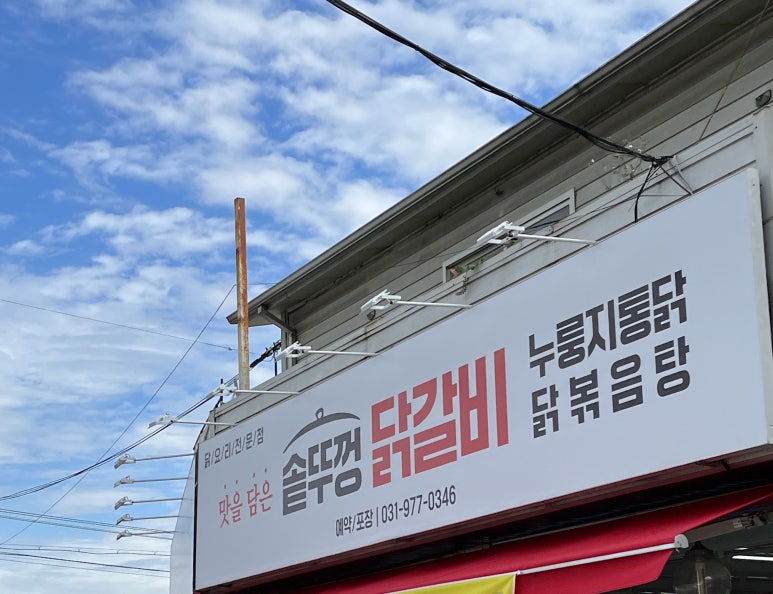 닭/요/리/전/문/점
맛을 담은
솥뚜껑
닭갈비
누룽지통닭
닭볶음탕
예약/포장 | 031-977-0346